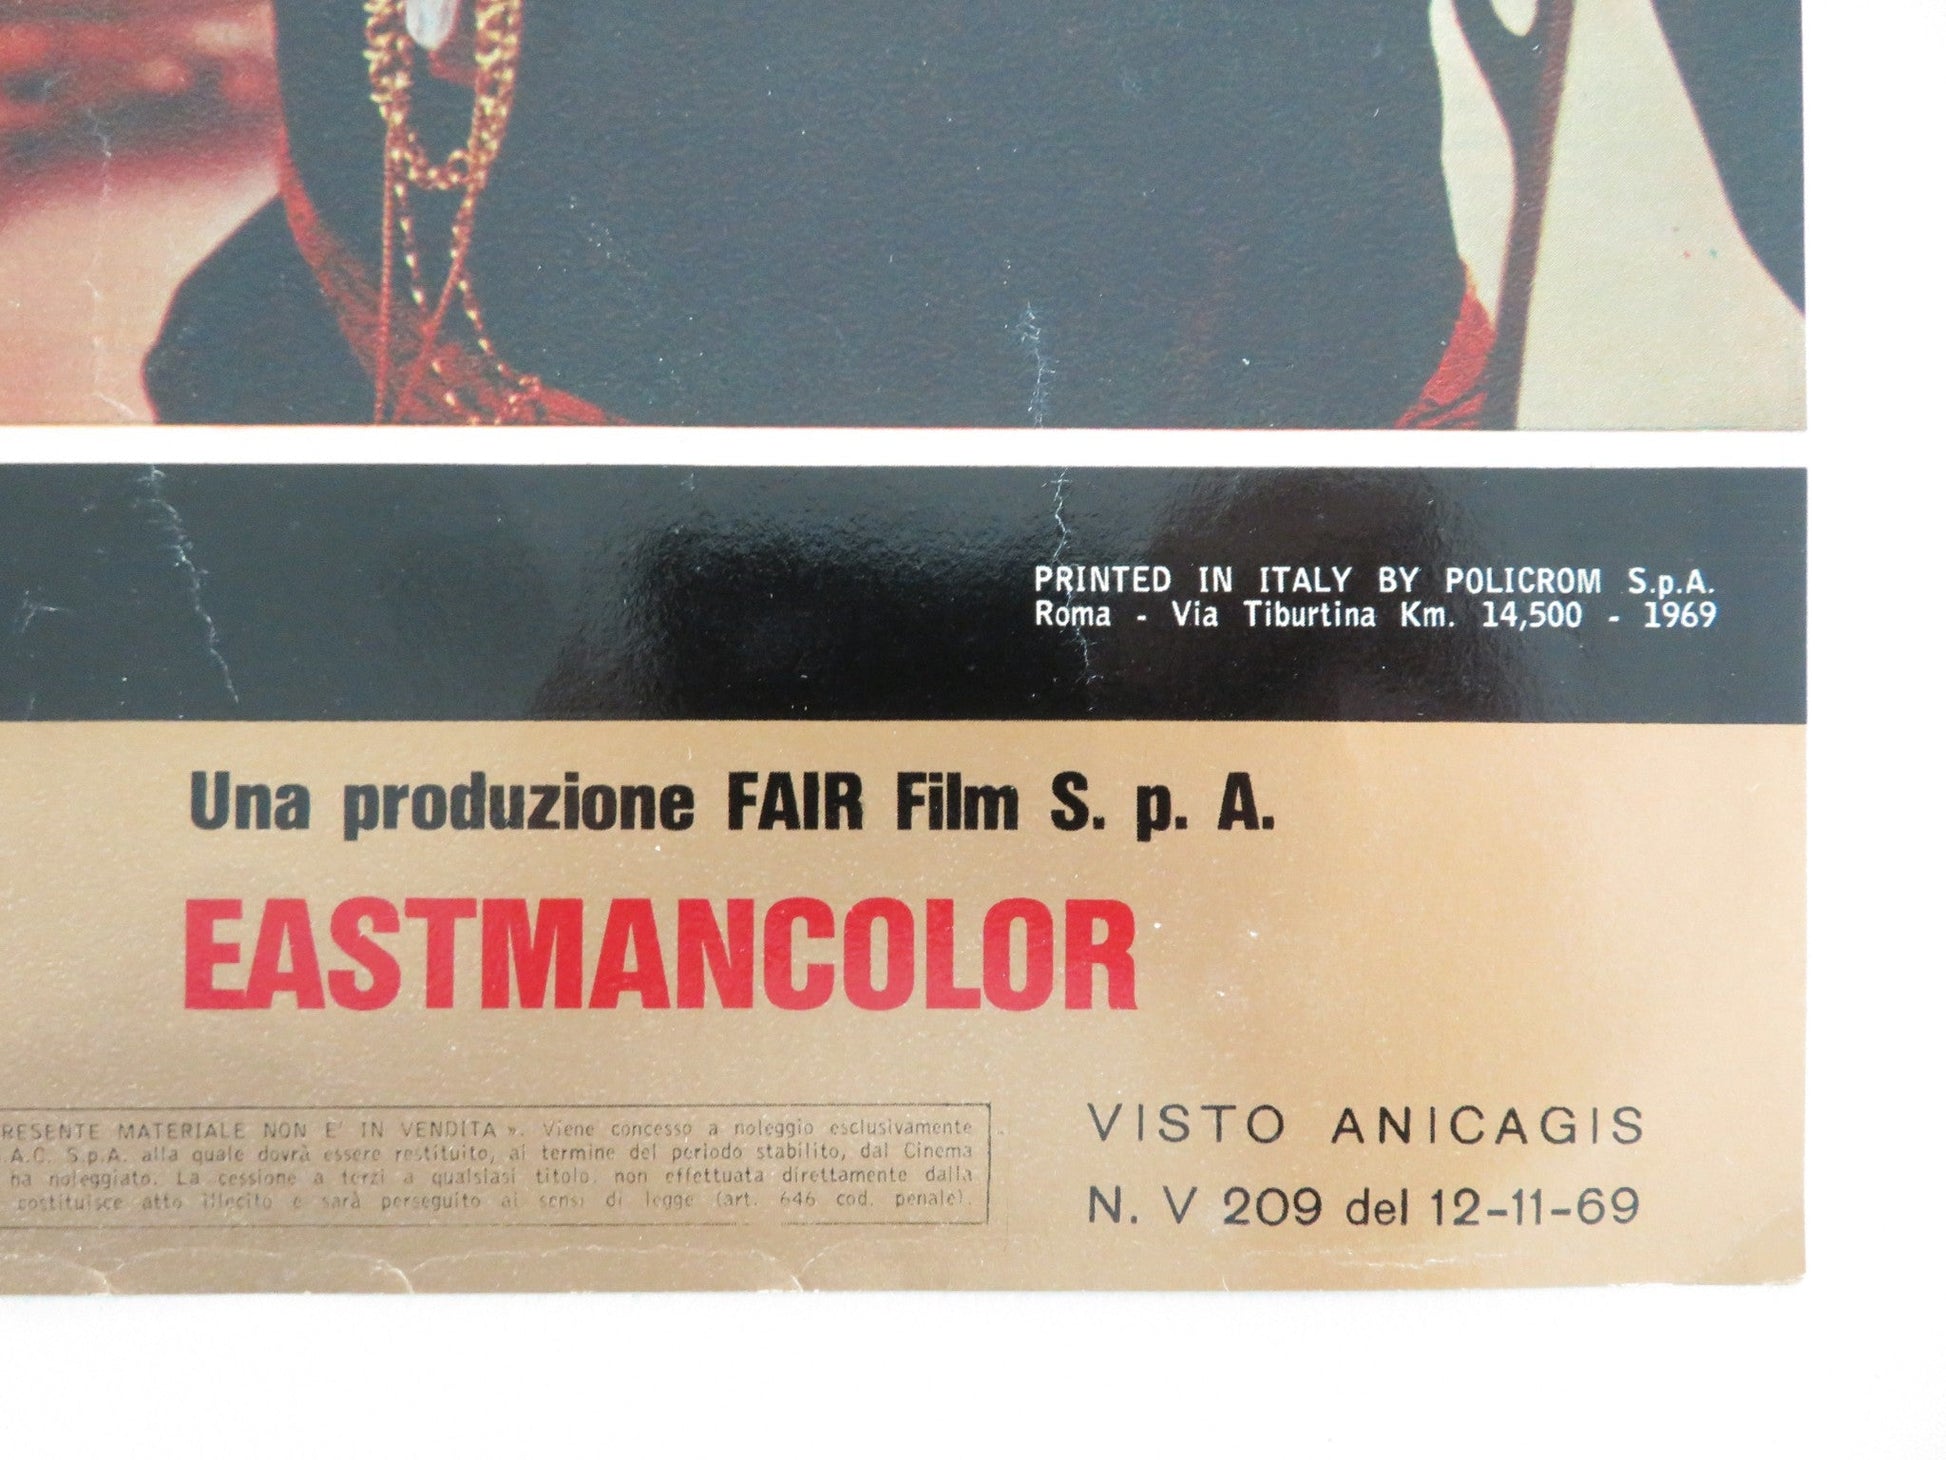 PRINTED IN ITALY BY POLICROM S.p.A.
Roma - Via Tiburtina Km. 14,500 - 1969
Una produzione FAIR Film S. p. A.
EASTMANCOLOR
RESENTE MATERIALE NON E' IN VENDITA ». Viene concesso a noleggio esclusivamente
.A.C. S.p.A. alla quale dovrà essere restituito, al termine del periodo stabilito, dal Cinema
ha noleggiato. La cessione a terzi a qualsiasi titolo, non effettuata direttamente dalla
costituisce atto illecito e sarà perseguito ai sensi di legge (art. 646 cod. penale).
VISTO ANICAGIS
N. V 209 del 12-11-69